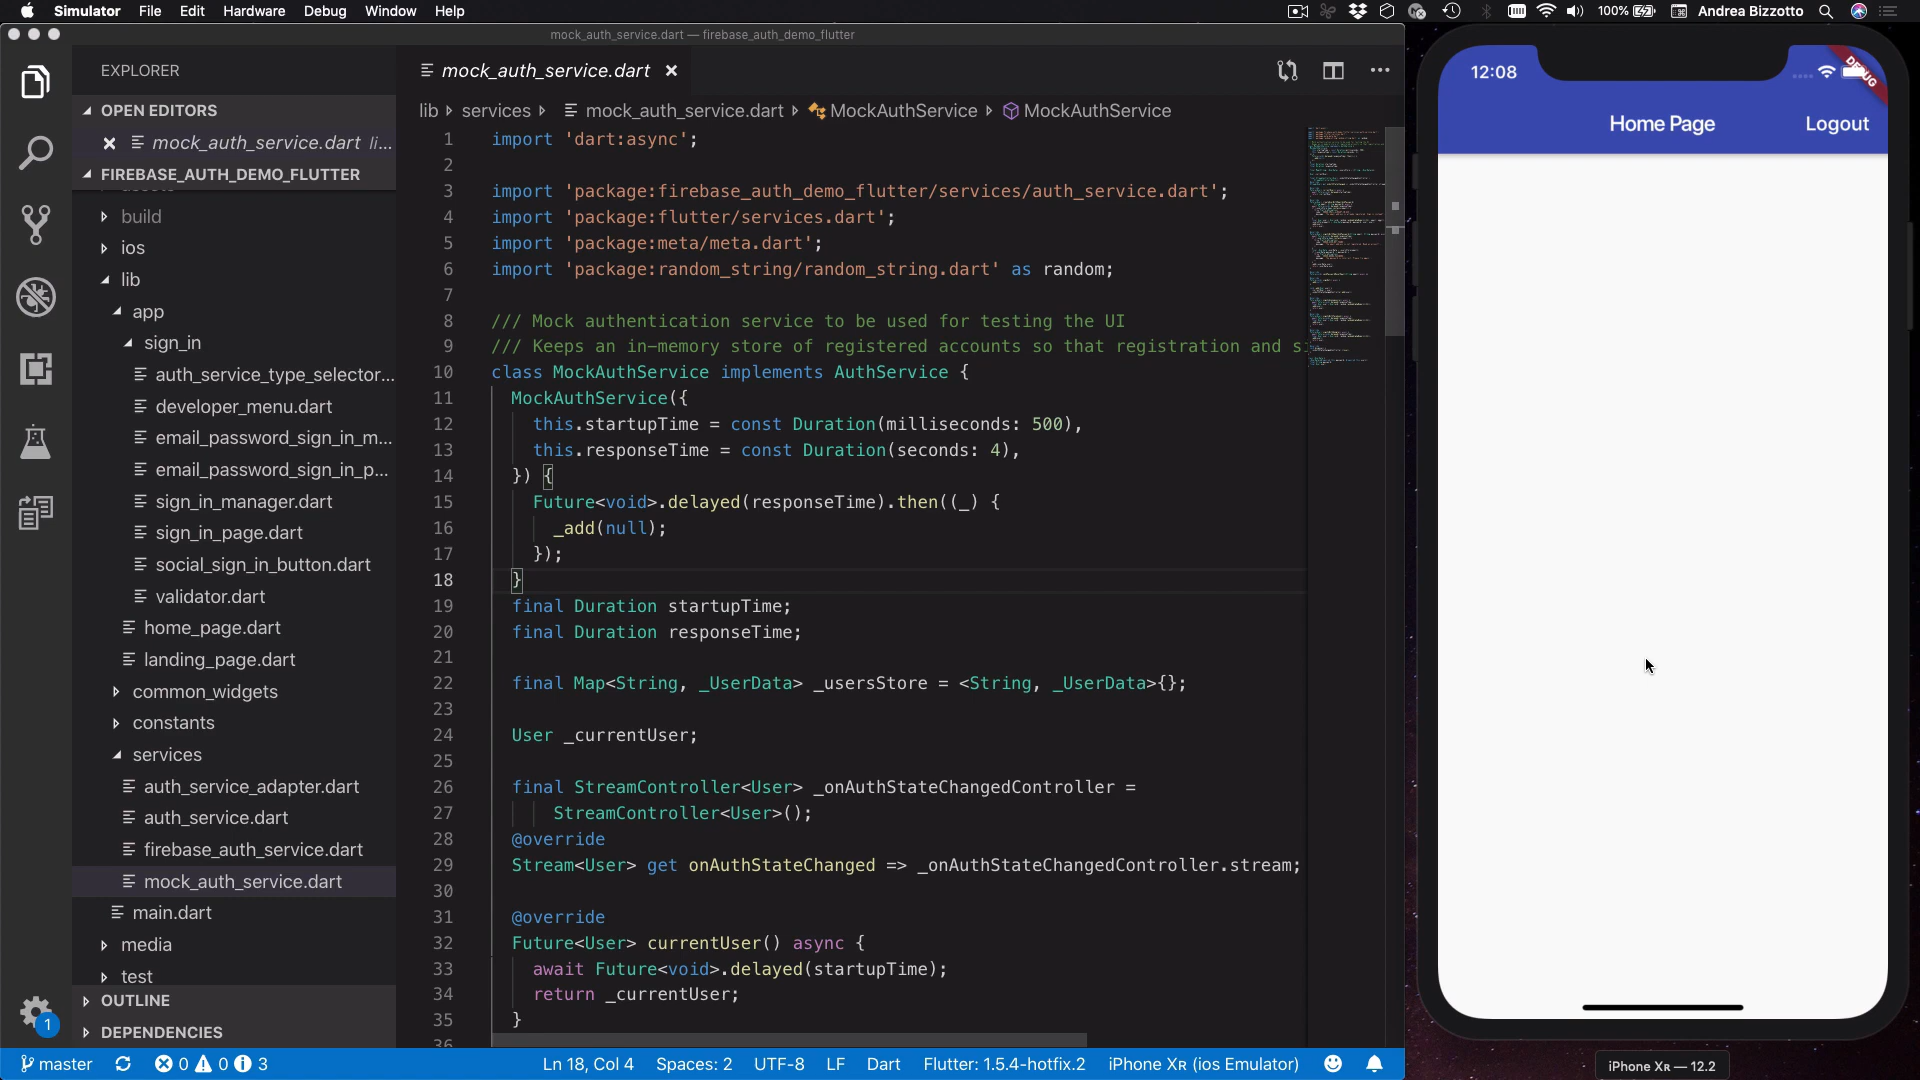 Simulator File Edit Hardware Debug Window Help 100% Andrea Bizzotto
mock_auth_service.dart — firebase_auth_demo_flutter
EXPLORER
OPEN EDITORS
mock_auth_service.dart li...
FIREBASE_AUTH_DEMO_FLUTTER
build
ios
lib
app
sign_in
auth_service_type_selector...
developer_menu.dart
email_password_sign_in_m...
email_password_sign_in_p...
sign_in_manager.dart
sign_in_page.dart
social_sign_in_button.dart
validator.dart
home_page.dart
landing_page.dart
common_widgets
constants
services
auth_service_adapter.dart
auth_service.dart
firebase_auth_service.dart
mock_auth_service.dart
main.dart
media
test
OUTLINE
DEPENDENCIES
1
mock_auth_service.dart
lib services mock_auth_service.dart MockAuthService MockAuthService
1 import 'dart:async';
2
3 import 'package:firebase_auth_demo_flutter/services/auth_service.dart';
4 import 'package:flutter/services.dart';
5 import 'package:meta/meta.dart';
6 import 'package:random_string/random_string.dart' as random;
7
8 /// Mock authentication service to be used for testing the UI
9 /// Keeps an in-memory store of registered accounts so that registration and s
10 class MockAuthService implements AuthService {
11 MockAuthService({
12 this.startupTime = const Duration(milliseconds: 500),
13 this.responseTime = const Duration(seconds: 4),
14 }) {
15 Future<void>.delayed(responseTime).then((_) {
16 _add(null);
17 });
18 }
19 final Duration startupTime;
20 final Duration responseTime;
21
22 final Map<String, _UserData> _usersStore = <String, _UserData>{};
23
24 User _currentUser;
25
26 final StreamController<User> _onAuthStateChangedController =
27 StreamController<User>();
28 @override
29 Stream<User> get onAuthStateChanged => _onAuthStateChangedController.stream;
30
31 @override
32 Future<User> currentUser() async {
33 await Future<void>.delayed(startupTime);
34 return _currentUser;
35 }
36
master 0 0 3 Ln 18, Col 4 Spaces: 2 UTF-8 LF Dart Flutter: 1.5.4-hotfix.2 iPhone Xʀ (ios Emulator)
12:08
DEBUG
Home Page Logout
iPhone Xʀ — 12.2